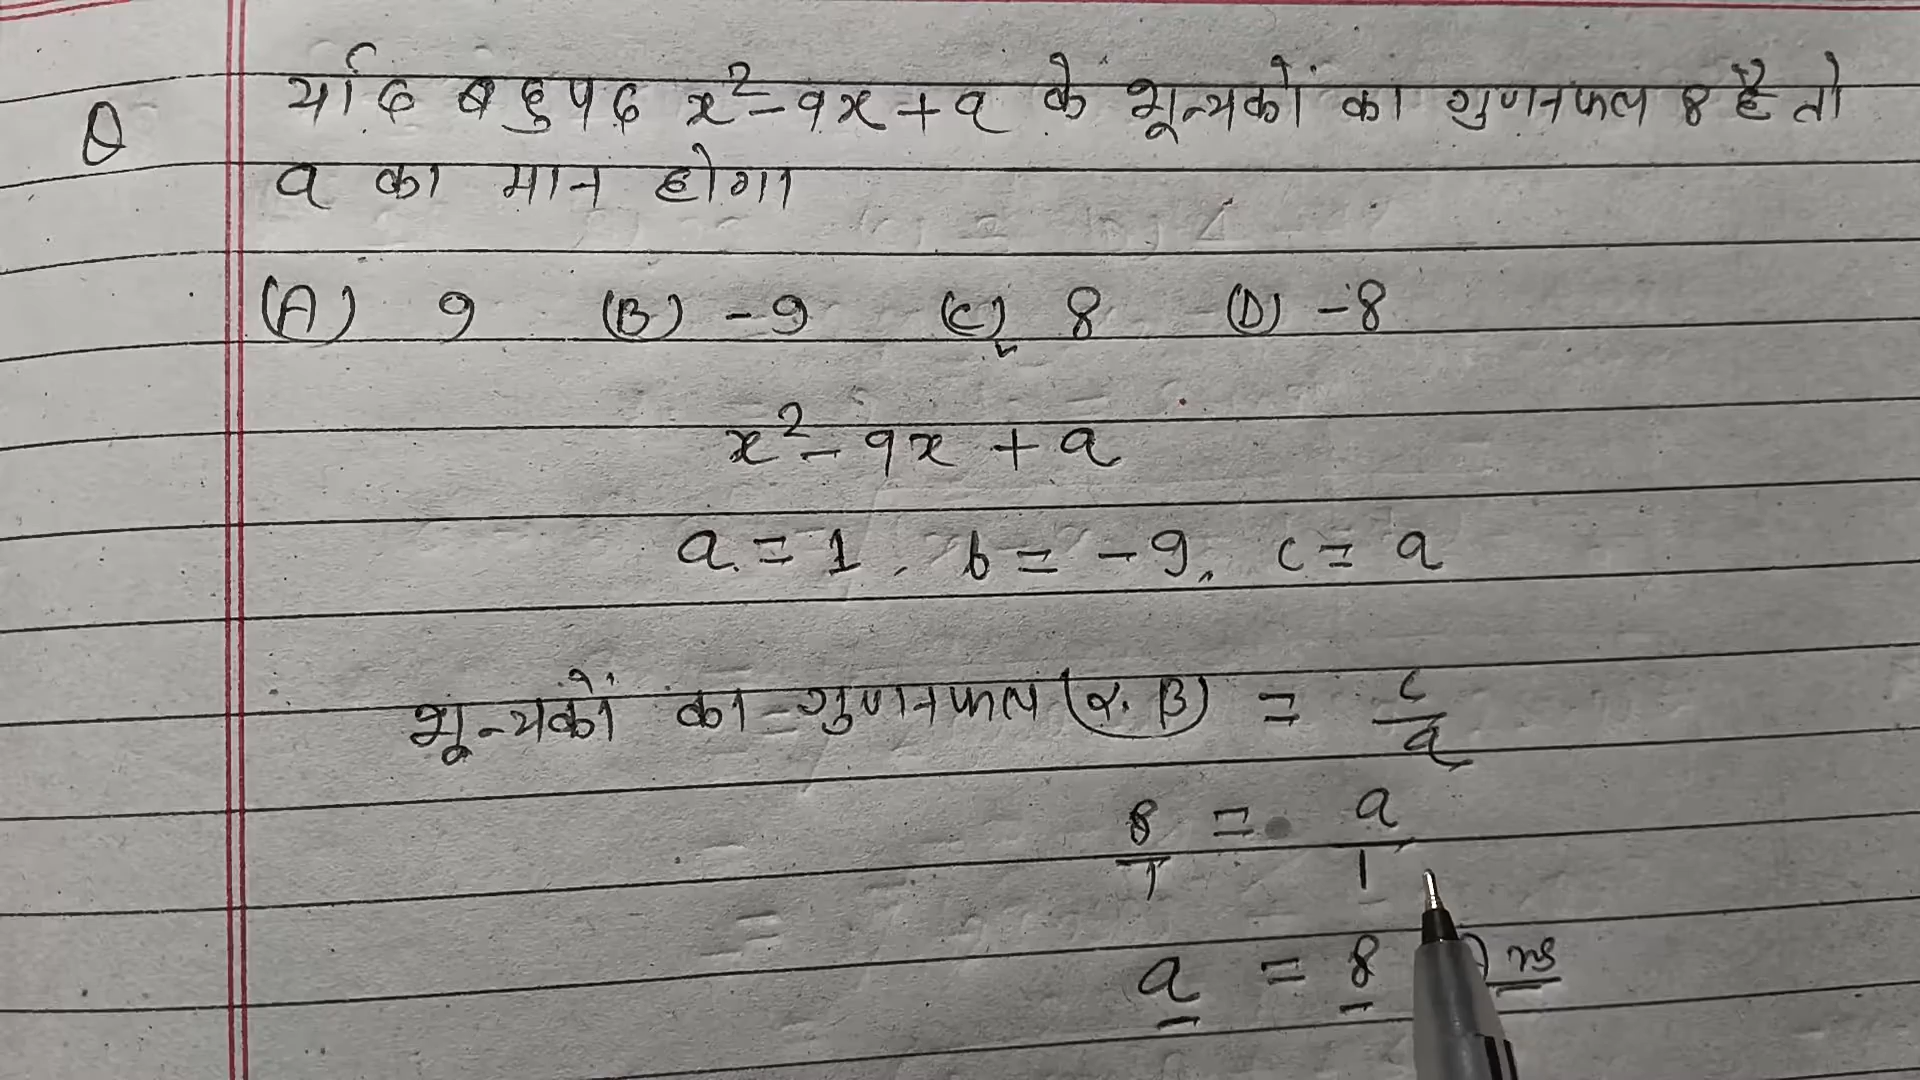 Q यदि बहुपद x²-9x+a के शून्यकों का गुणनफल 8 है तो
a का मान होगा
(A) 9 (B) -9 (C) 8 (D) -8
x²-9x+a
a=1, b=-9, c=a
शून्यकों का गुणनफल (α.β) = c/a
8/1 = a/1
a = 8 Ans